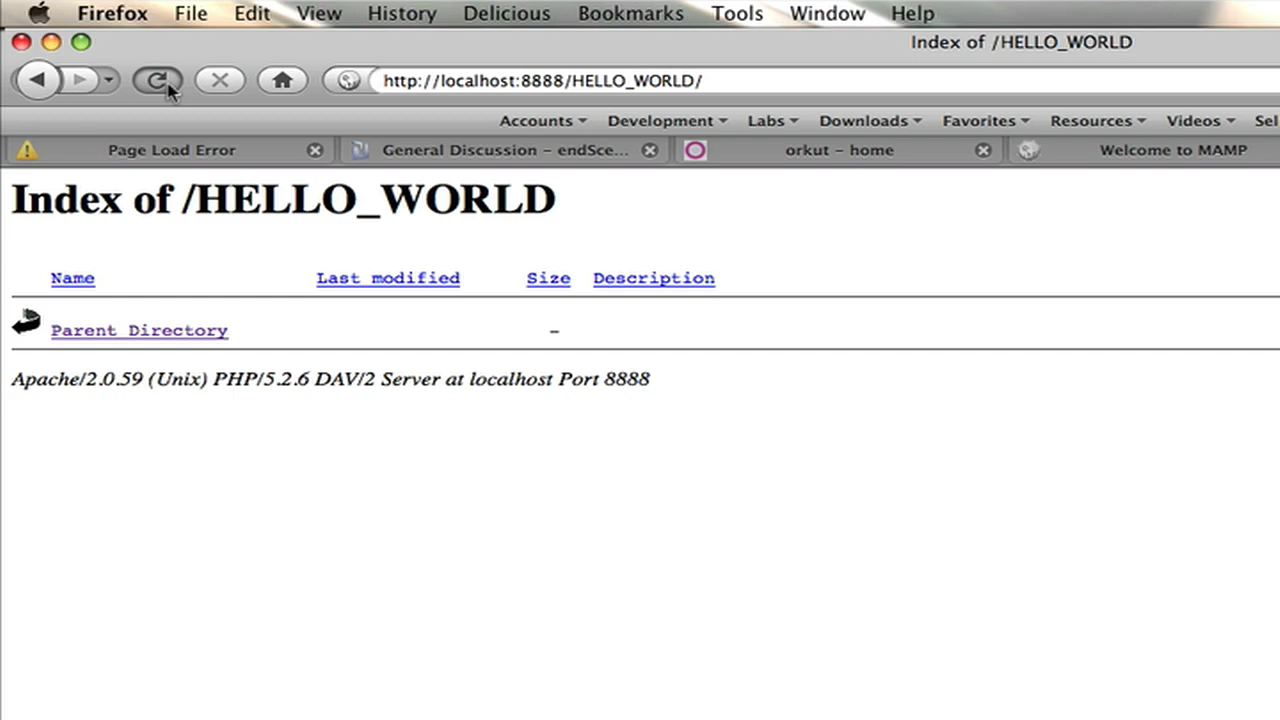 Firefox File Edit View History Delicious Bookmarks Tools Window Help
Index of /HELLO_WORLD
http://localhost:8888/HELLO_WORLD/
Accounts Development Labs Downloads Favorites Resources Videos Sel
Page Load Error General Discussion – endSce... orkut – home Welcome to MAMP
Index of /HELLO_WORLD
Name Last modified Size Description
Parent Directory -
Apache/2.0.59 (Unix) PHP/5.2.6 DAV/2 Server at localhost Port 8888